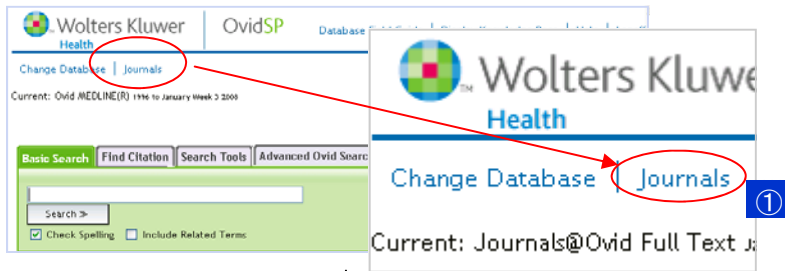 Wolters Kluwer
Health
OvidSP
Database
Change Database | Journals
Current: Ovid MEDLINE(R) 1996 to January Week 3 2008
Basic Search
Find Citation
Search Tools
Advanced Ovid Searc
Search >
Check Spelling
Include Related Terms
Wolters Kluwe
Health
Change Database | Journals
①
Current: Journals@Ovid Full Text